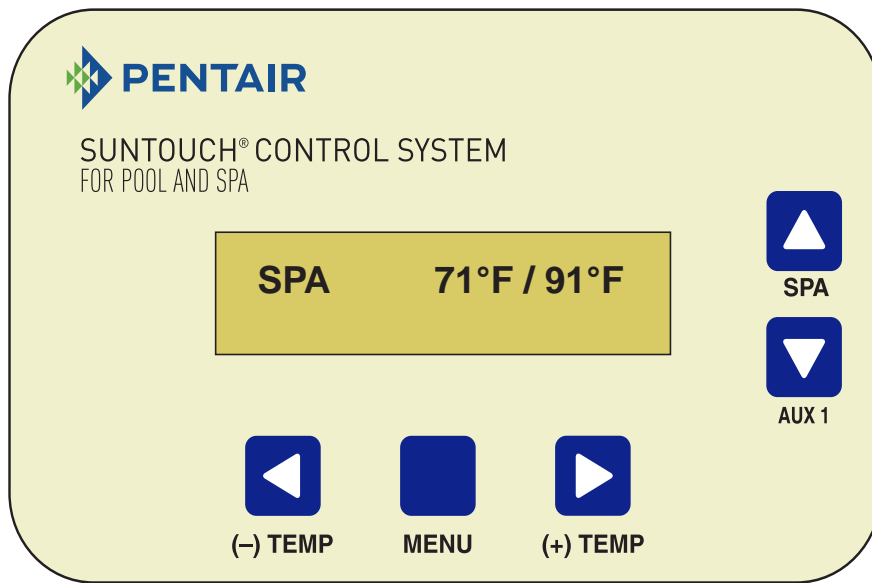 PENTAIR
SUNTOUCH® CONTROL SYSTEM
FOR POOL AND SPA
SPA 71°F / 91°F
SPA
AUX 1
(–) TEMP MENU (+) TEMP